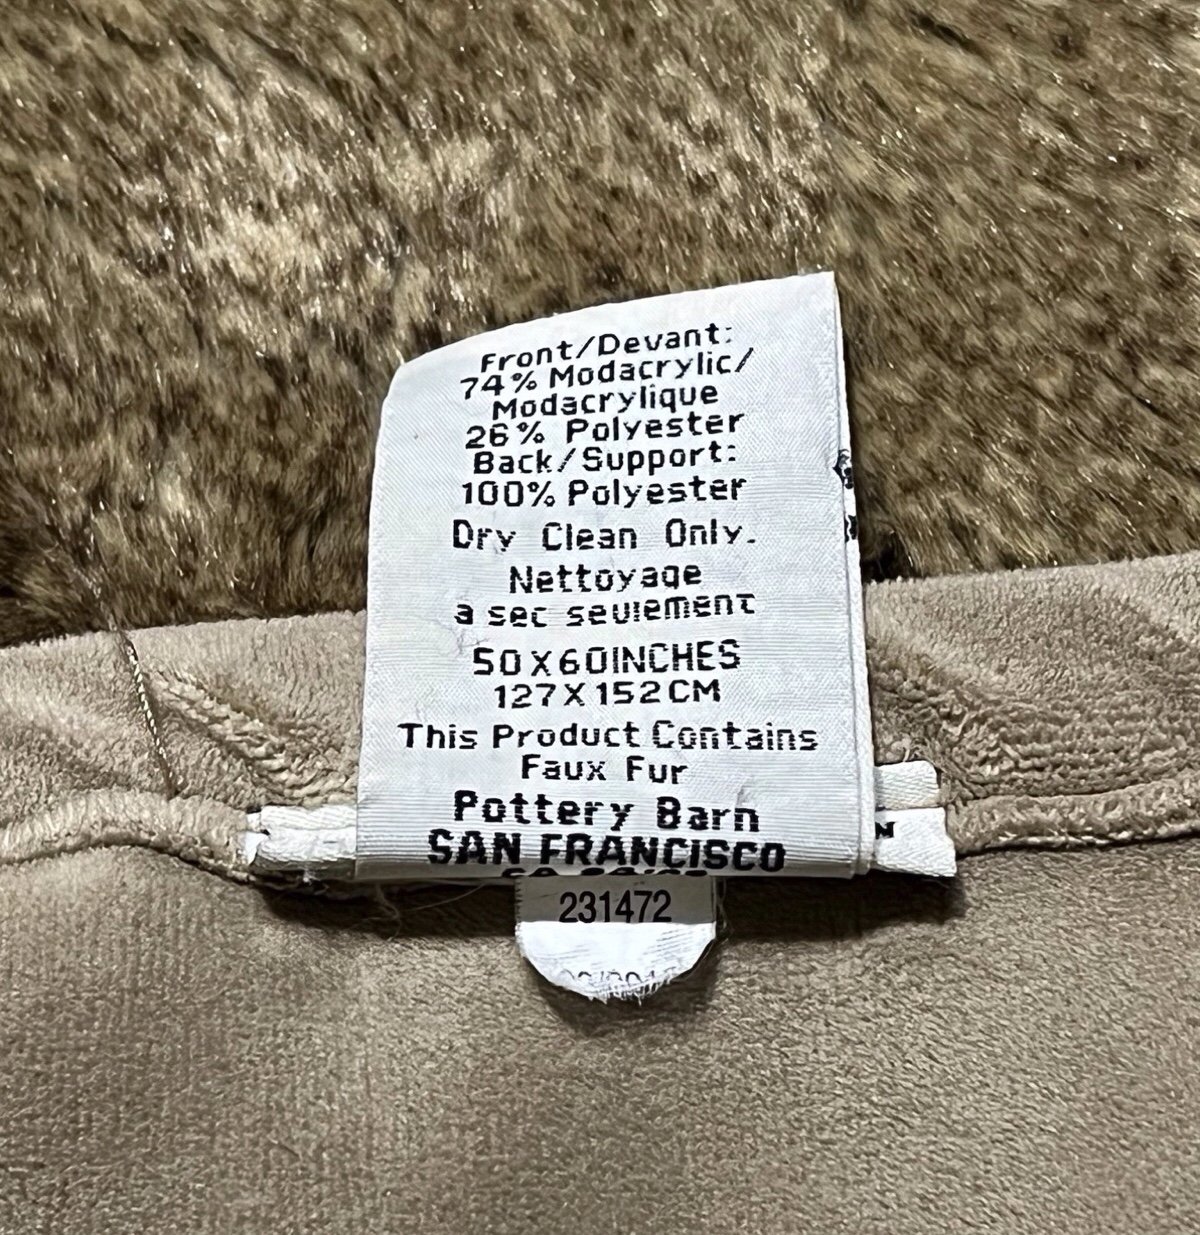 Front/Devant:
74% Modacrylic/
Modacrylique
26% Polyester
Back/Support:
100% Polyester
Dry Clean Only.
Nettoyage
a sec seulement
50X60INCHES
127X152CM
This Product Contains
Faux Fur
Pottery Barn
SAN FRANCISCO
231472